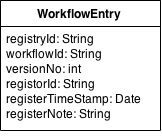 WorkflowEntry
registryId: String
workflowId: String
versionNo: int
registorId: String
registerTimeStamp: Date
registerNote: String